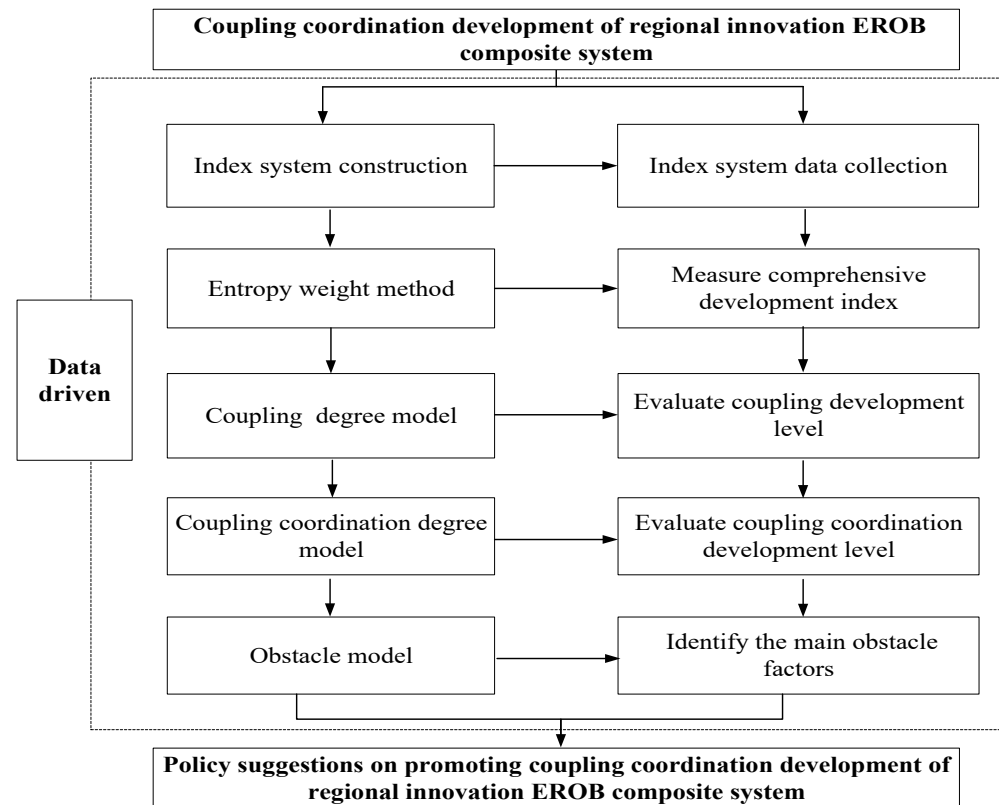 Coupling coordination development of regional innovation EROB
composite system
Index system construction
Index system data collection
Entropy weight method
Measure comprehensive
development index
Data
driven
Coupling degree model
Evaluate coupling development
level
Coupling coordination degree
model
Evaluate coupling coordination
development level
Obstacle model
Identify the main obstacle
factors
Policy suggestions on promoting coupling coordination development of
regional innovation EROB composite system